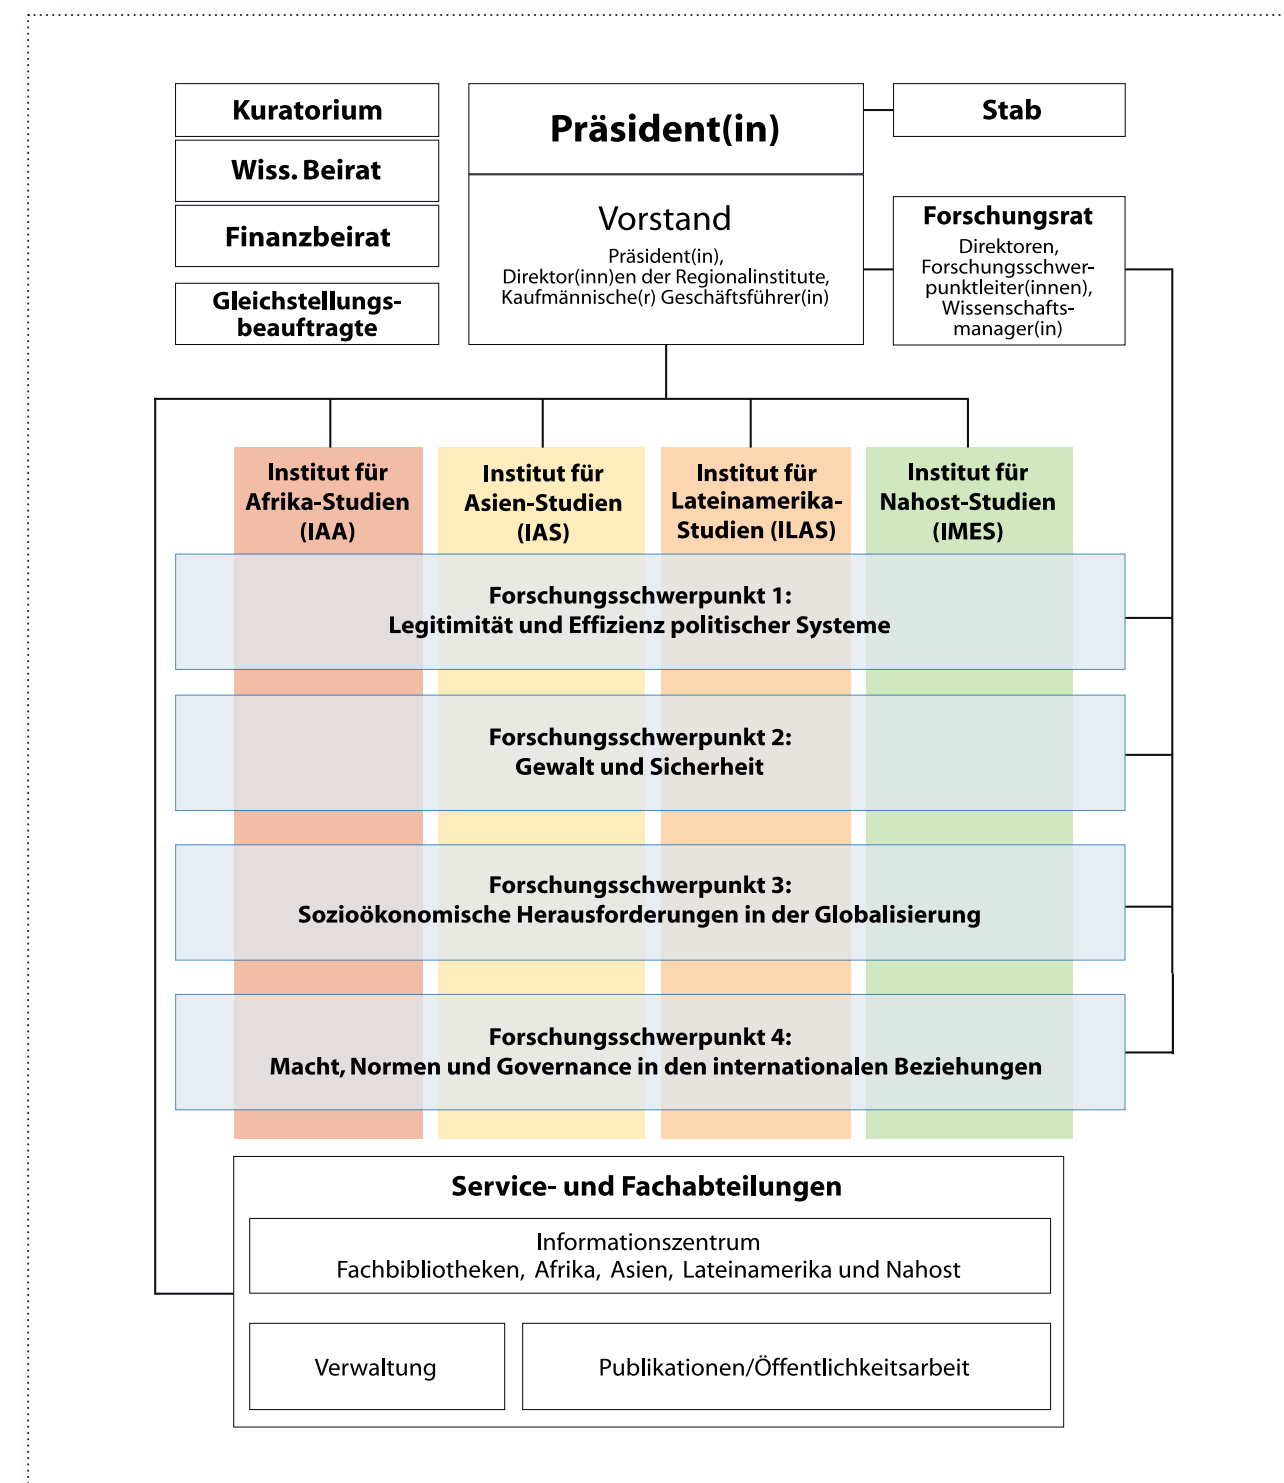 Kuratorium
Wiss. Beirat
Finanzbeirat
Gleichstellungs-
beauftragte
Präsident(in)
Vorstand
Präsident(in),
Direktor(inn)en der Regionalinstitute,
Kaufmännische(r) Geschäftsführer(in)
Stab
Forschungsrat
Direktoren,
Forschungsschwer-
punktleiter(innen),
Wissenschafts-
manager(in)
Institut für
Afrika-Studien
(IAA)
Institut für
Asien-Studien
(IAS)
Institut für
Lateinamerika-
Studien (ILAS)
Institut für
Nahost-Studien
(IMES)
Forschungsschwerpunkt 1:
Legitimität und Effizienz politischer Systeme
Forschungsschwerpunkt 2:
Gewalt und Sicherheit
Forschungsschwerpunkt 3:
Sozioökonomische Herausforderungen in der Globalisierung
Forschungsschwerpunkt 4:
Macht, Normen und Governance in den internationalen Beziehungen
Service- und Fachabteilungen
Informationszentrum
Fachbibliotheken, Afrika, Asien, Lateinamerika und Nahost
Verwaltung
Publikationen/Öffentlichkeitsarbeit